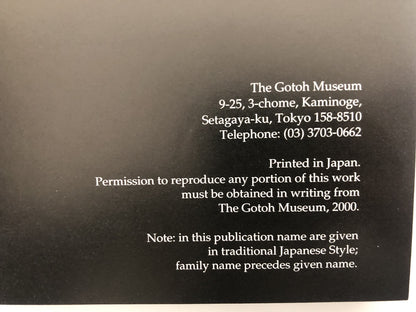 The Gotoh Museum
9-25, 3-chome, Kaminoge,
Setagaya-ku, Tokyo 158-8510
Telephone: (03) 3703-0662
Printed in Japan.
Permission to reproduce any portion of this work
must be obtained in writing from
The Gotoh Museum, 2000.
Note: in this publication name are given
in traditional Japanese Style;
family name precedes given name.